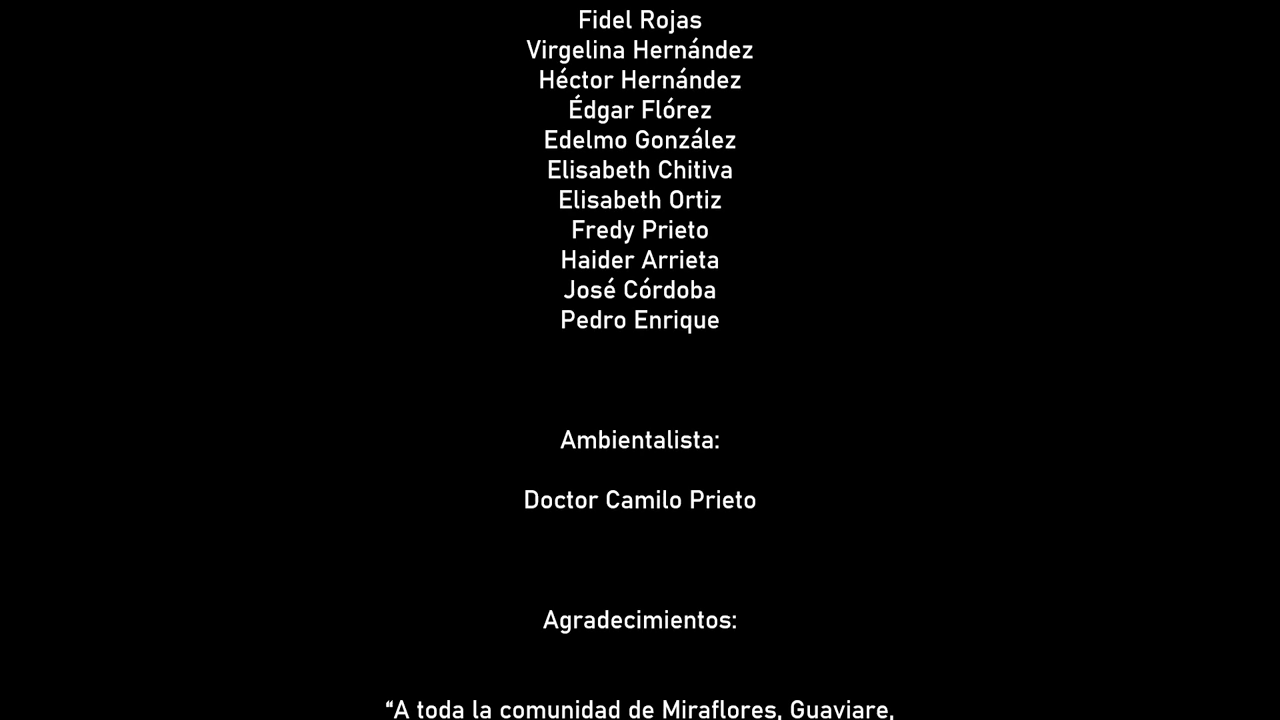 Fidel Rojas
Virgelina Hernández
Héctor Hernández
Édgar Flórez
Edelmo González
Elisabeth Chitiva
Elisabeth Ortiz
Fredy Prieto
Haider Arrieta
José Córdoba
Pedro Enrique
Ambientalista:
Doctor Camilo Prieto
Agradecimientos:
“A toda la comunidad de Miraflores, Guaviare,